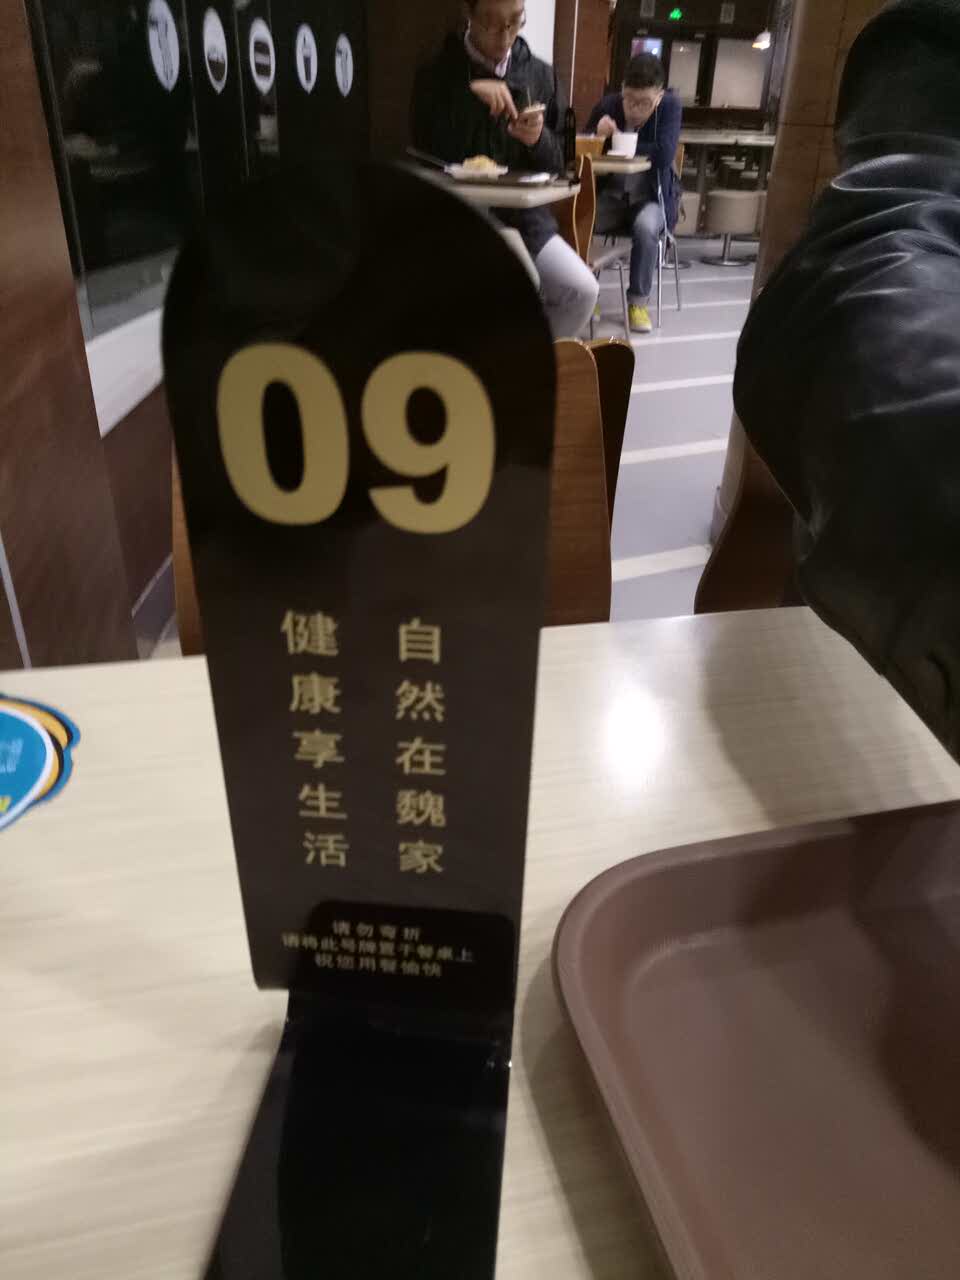 09
自然在魏家
健康享生活
请勿弯折
请将此号牌置于餐桌上
祝您用餐愉快